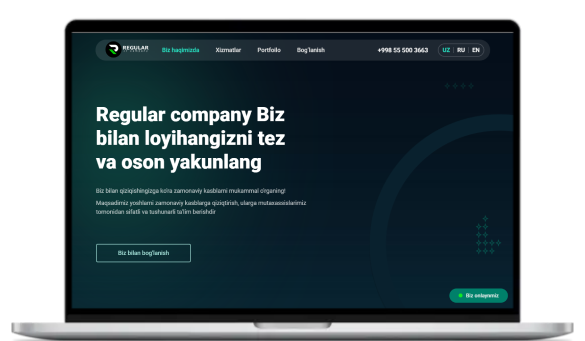 REGULAR
Biz haqimizda
Xizmatlar
Portfolio
Bog'lanish
+998 55 500 3663
UZ | RU | EN
Regular company Biz
bilan loyihangizni tez
va oson yakunlang
Biz bilan qiziqishingizga ko'ra zamonaviy kasblarni mukammal o'rganing!
Maqsadimiz yoshlarni zamonaviy kasblarga qiziqtirish, ularga mutaxassislarimiz
tomonidan sifatli va tushunarli ta'lim berishdir
Biz bilan bog'lanish
Biz onlaynmiz